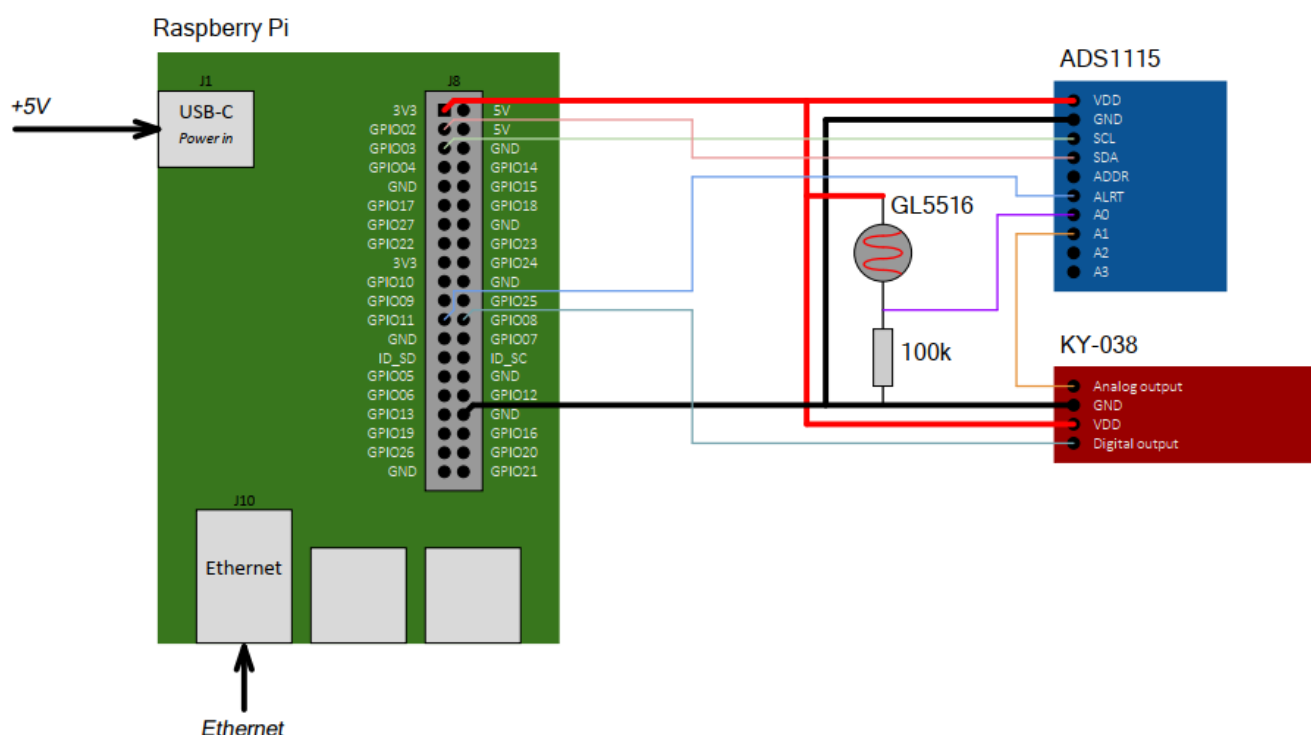 Raspberry Pi
J1
USB-C
Power in
+5V
J8
3V3 5V
GPIO02 5V
GPIO03 GND
GPIO04 GPIO14
GND GPIO15
GPIO17 GPIO18
GPIO27 GND
GPIO22 GPIO23
3V3 GPIO24
GPIO10 GND
GPIO09 GPIO25
GPIO11 GPIO08
GND GPIO07
ID_SD ID_SC
GPIO05 GND
GPIO06 GPIO12
GPIO13 GND
GPIO19 GPIO16
GPIO26 GPIO20
GND GPIO21
J10
Ethernet
Ethernet
GL5516
100k
ADS1115
VDD
GND
SCL
SDA
ADDR
ALRT
A0
A1
A2
A3
KY-038
Analog output
GND
VDD
Digital output